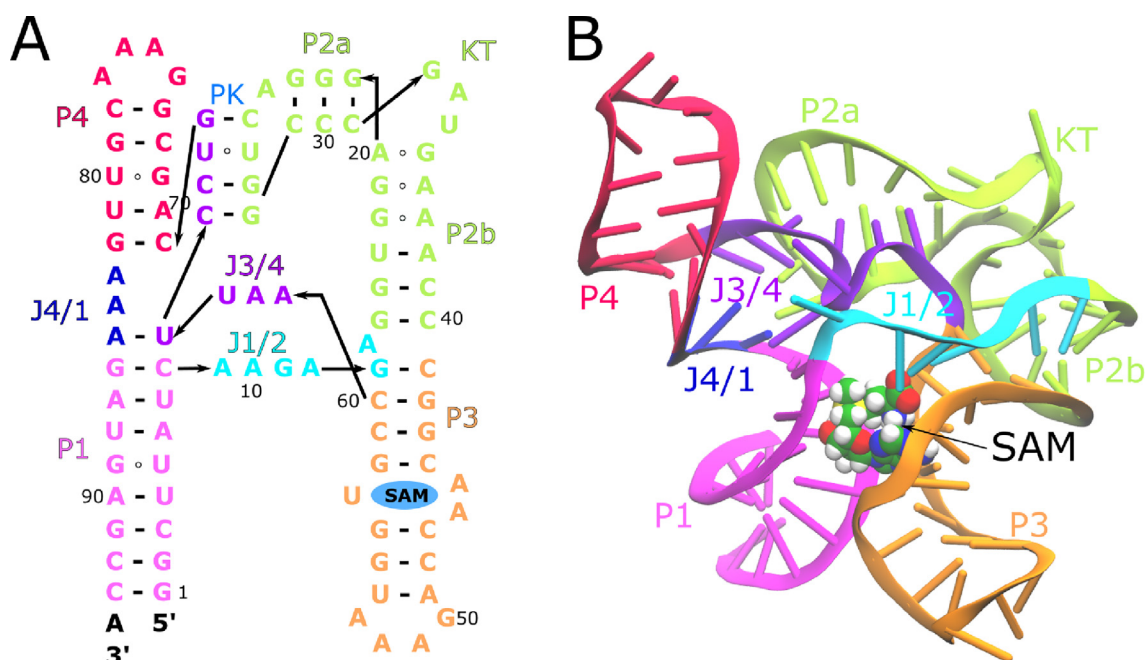 A
A A
P2a
KT
A G
A G G G
G
PK
A
P4
C - G
G - C
C C C
30
20
U
G - C
U ∘ U
A ∘ G
80 U ∘ G
C - G
G ∘ A
U - A
70
C - G
G ∘ A
G - C
U - A
P2b
A
J3/4
G - C
J4/1
A
U A A
G - C
40
A U
J1/2
A
G - C
A A G A
G C
10
A - U
60
C - G
P3
P1
U - A
C - G
G ∘ U
G - C
A
90 A - U
U SAM
A
G - C
G - C
C - G
G - C
C - G 1
U - A
A 5'
A G 50
3'
A A
B
P2a
KT
P4
J3/4
J1/2
J4/1
P2b
SAM
P1
P3